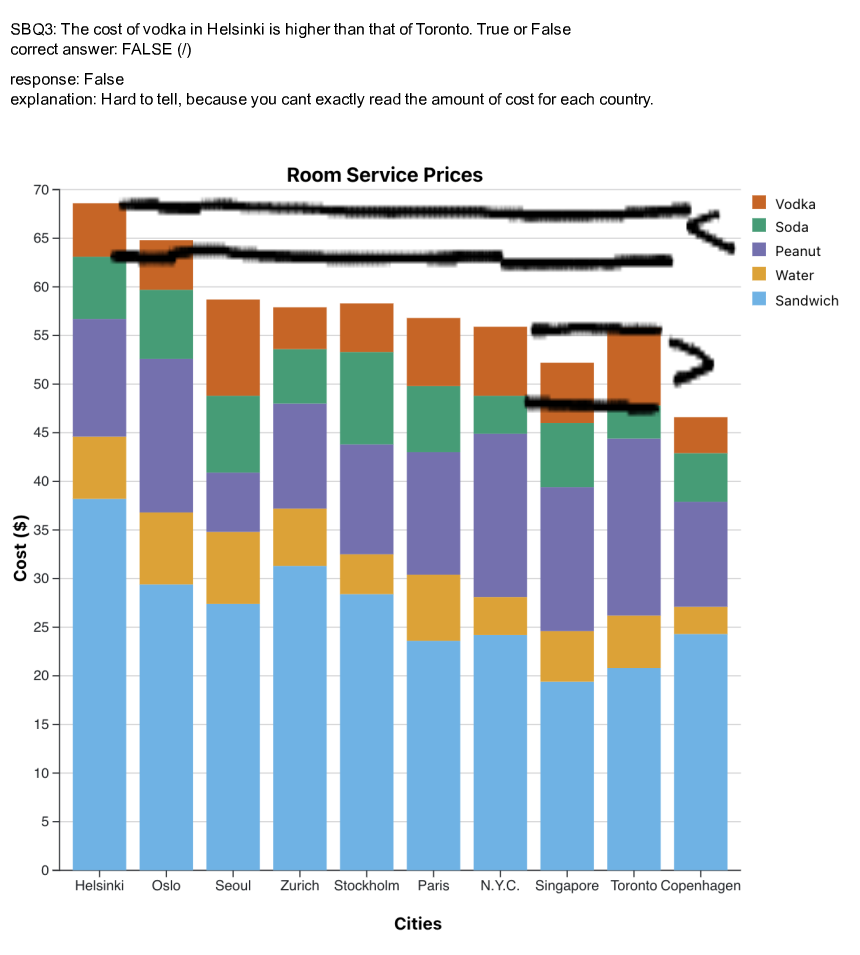 SBQ3: The cost of vodka in Helsinki is higher than that of Toronto. True or False
correct answer: FALSE (/)
response: False
explanation: Hard to tell, because you cant exactly read the amount of cost for each country.
Room Service Prices
70
65
60
55
50
45
40
35
30
25
20
15
10
5
0
Cost ($)
Vodka
Soda
Peanut
Water
Sandwich
Helsinki Oslo Seoul Zurich Stockholm Paris N.Y.C. Singapore Toronto Copenhagen
Cities